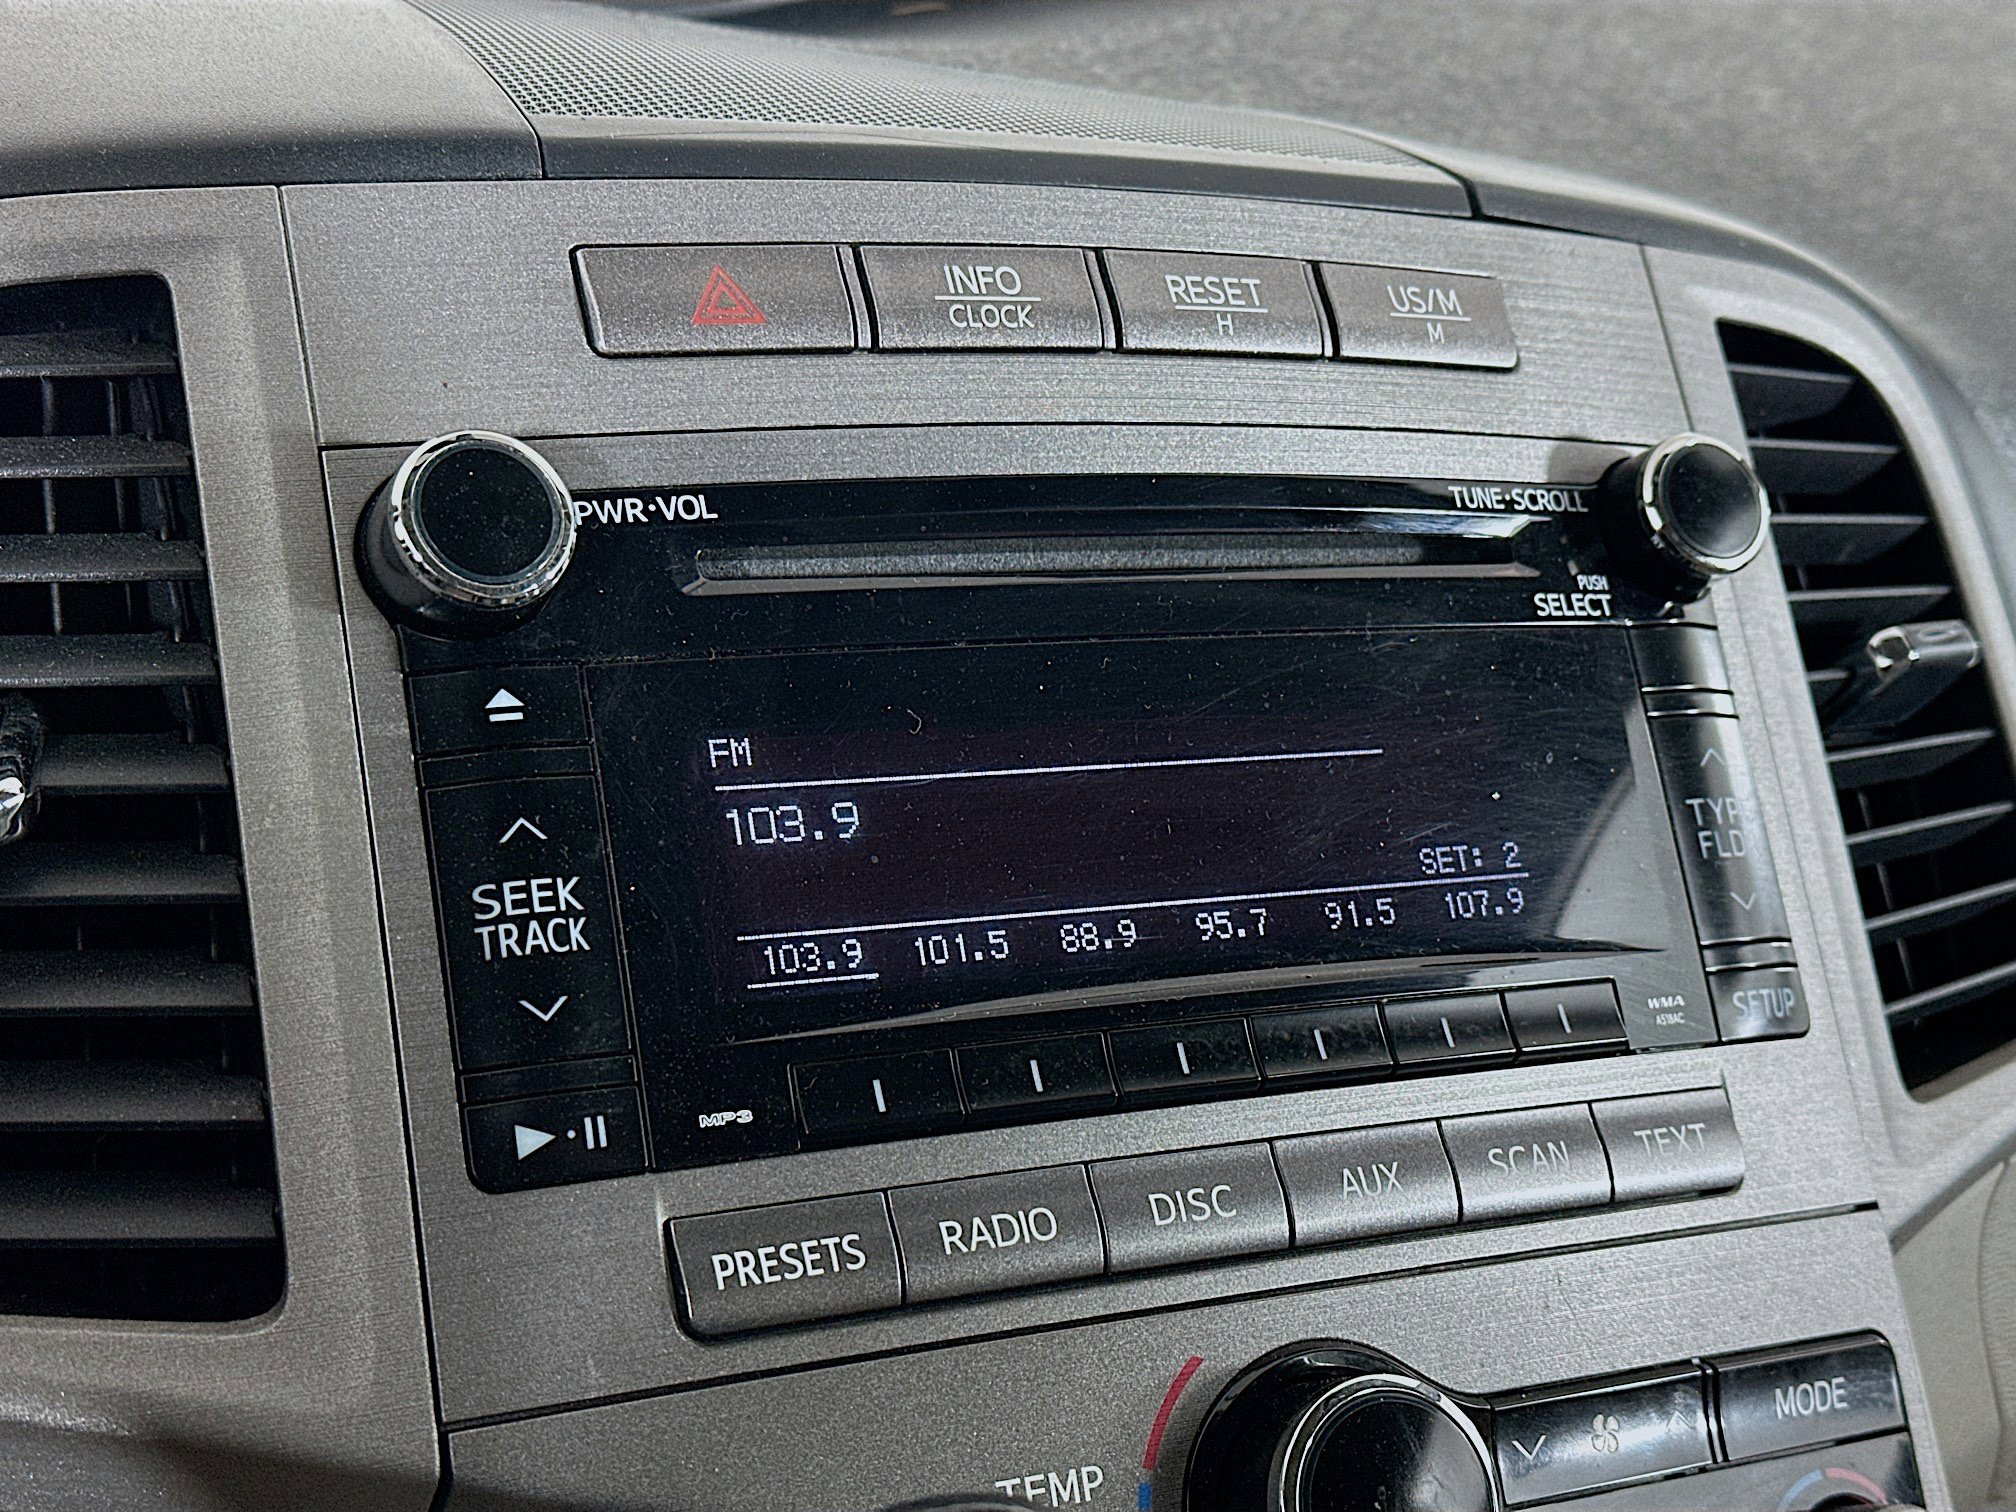 INFO
CLOCK
RESET
H
US/M
M
PWR•VOL
TUNE•SCROLL
PUSH
SELECT
FM
103.9
SET: 2
103.9 101.5 88.9 95.7 91.5 107.9
SEEK
TRACK
TYPE
FLD
WMA
A518AC
SETUP
MP3
PRESETS RADIO DISC AUX SCAN TEXT
MODE
TEMP